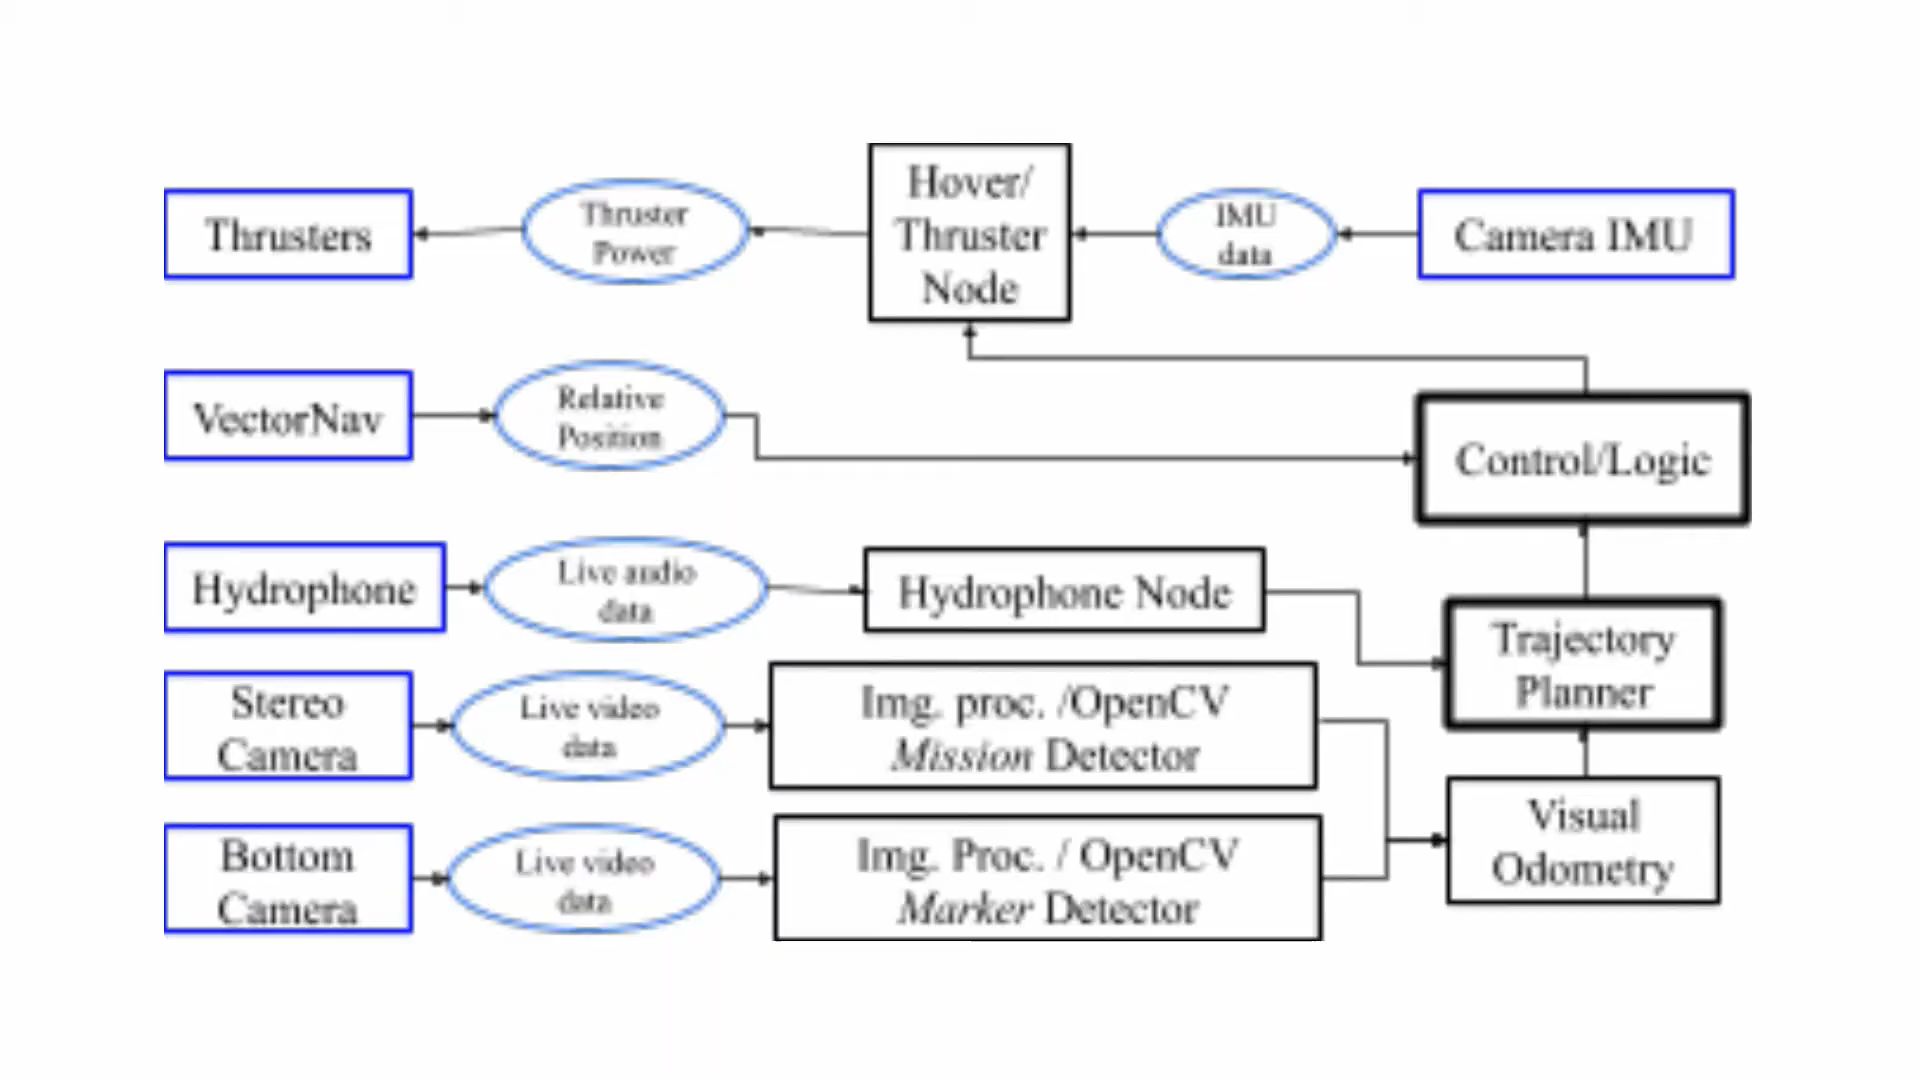 Hover/
Thruster
Node
Thrusters
Thruster
Power
IMU
data
Camera IMU
VectorNav
Relative
Position
Control/Logic
Hydrophone
Live audio
data
Hydrophone Node
Trajectory
Planner
Stereo
Camera
Live video
data
Img. proc. /OpenCV
Mission Detector
Visual
Odometry
Bottom
Camera
Live video
data
Img. Proc. / OpenCV
Marker Detector